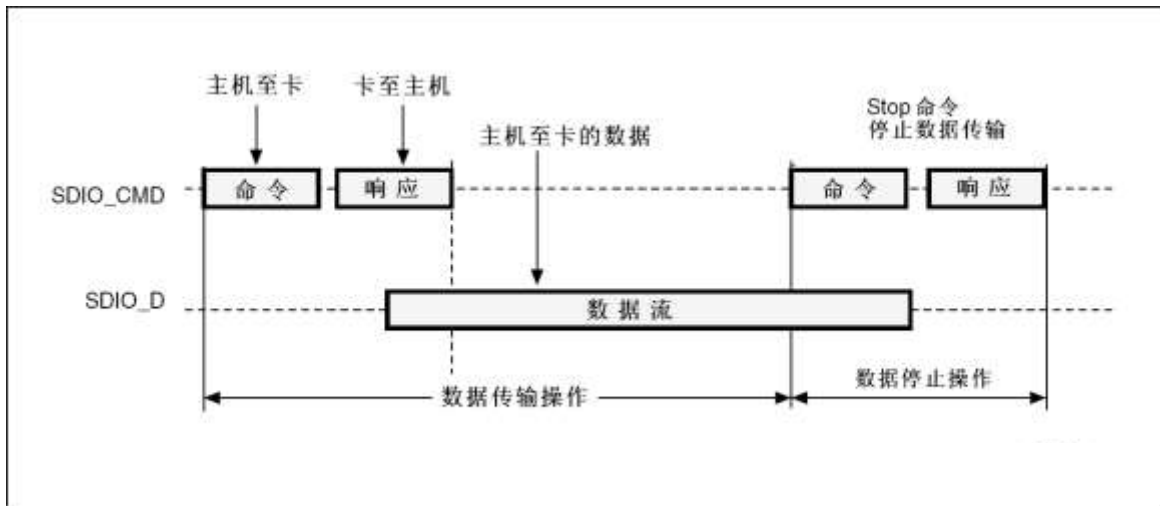 主机至卡
卡至主机
Stop 命令
停止数据传输
主机至卡的数据
SDIO_CMD
命令
响应
命令
响应
SDIO_D
数据流
数据传输操作
数据停止操作